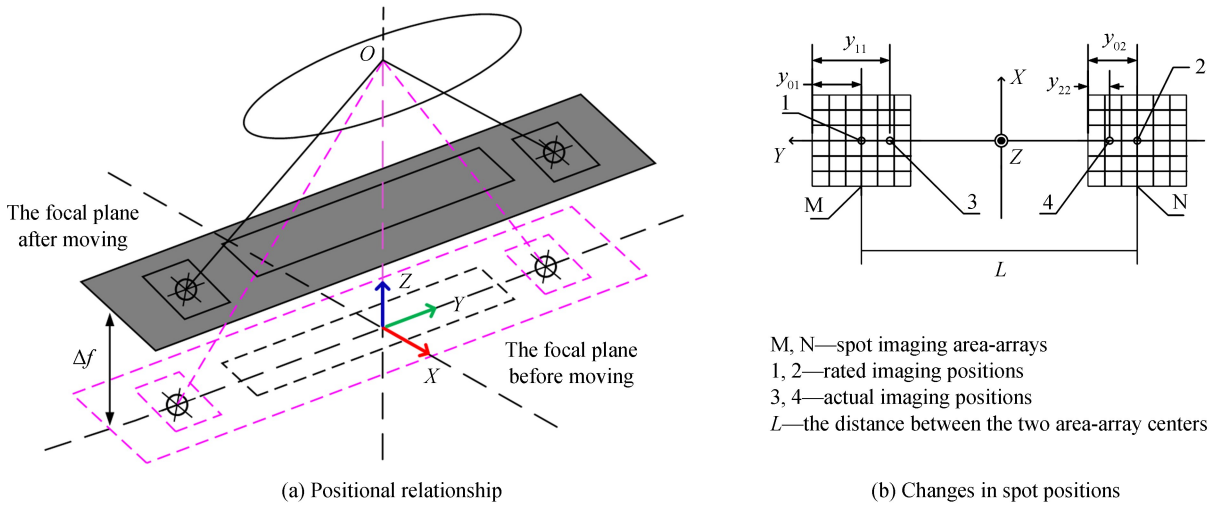 O
The focal plane
after moving
Δf
Z
Y
X
The focal plane
before moving
(a) Positional relationship
y11
y02
y01
y22
2
1
X
Y
Z
M
3
4
N
L
M, N—spot imaging area-arrays
1, 2—rated imaging positions
3, 4—actual imaging positions
L—the distance between the two area-array centers
(b) Changes in spot positions